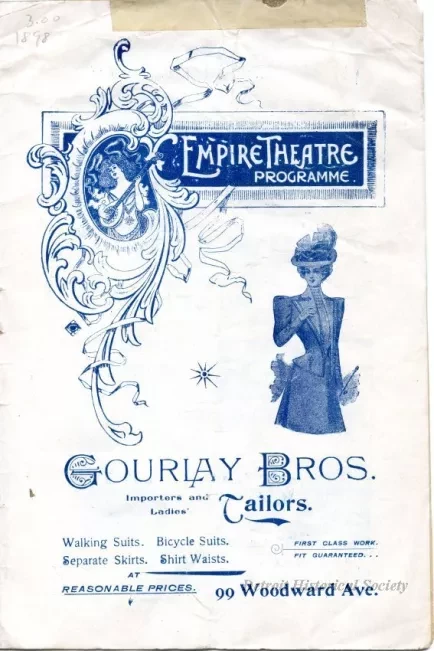 3.00
1898
EMPIRE THEATRE
PROGRAMME.
GOURLAY BROS.
Importers and
Ladies'
Tailors.
Walking Suits. Bicycle Suits.
Separate Skirts. Shirt Waists.
FIRST CLASS WORK.
FIT GUARANTEED...
AT
REASONABLE PRICES.
99 Woodward Ave.
Detroit Historical Society